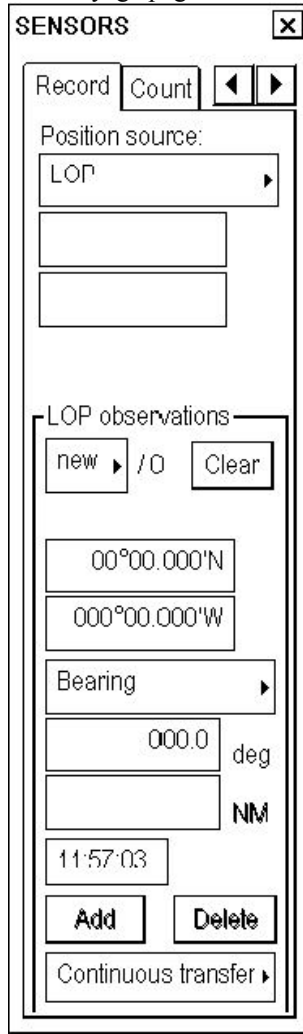 SENSORS
Record Count
Position source:
LOP
LOP observations
new / 0 Clear
00°00.000'N
000°00.000'W
Bearing
000.0 deg
NM
11:57:03
Add Delete
Continuous transfer